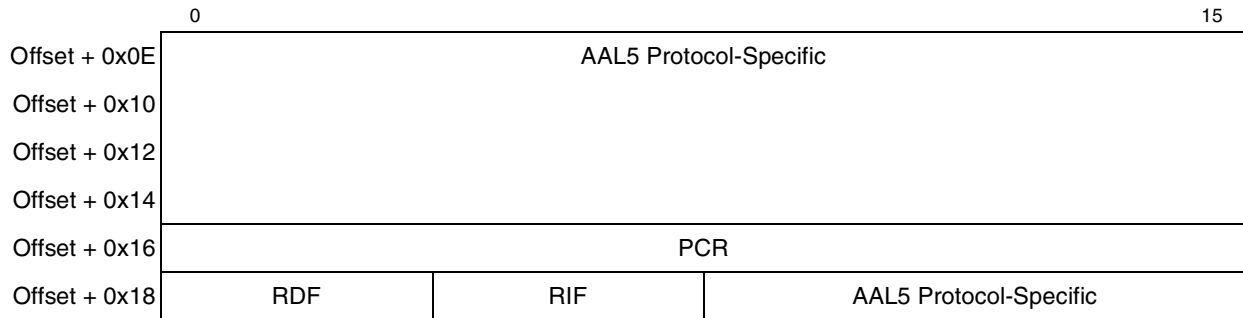 0 15
Offset + 0x0E AAL5 Protocol-Specific
Offset + 0x10
Offset + 0x12
Offset + 0x14
Offset + 0x16 PCR
Offset + 0x18 RDF RIF AAL5 Protocol-Specific